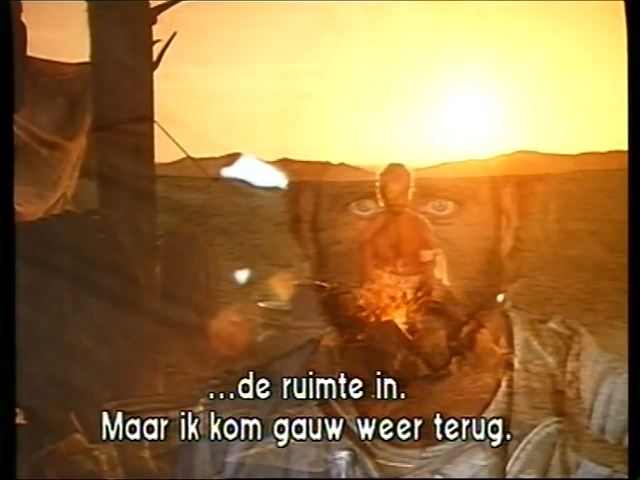 ...de ruimte in.
Maar ik kom gauw weer terug.